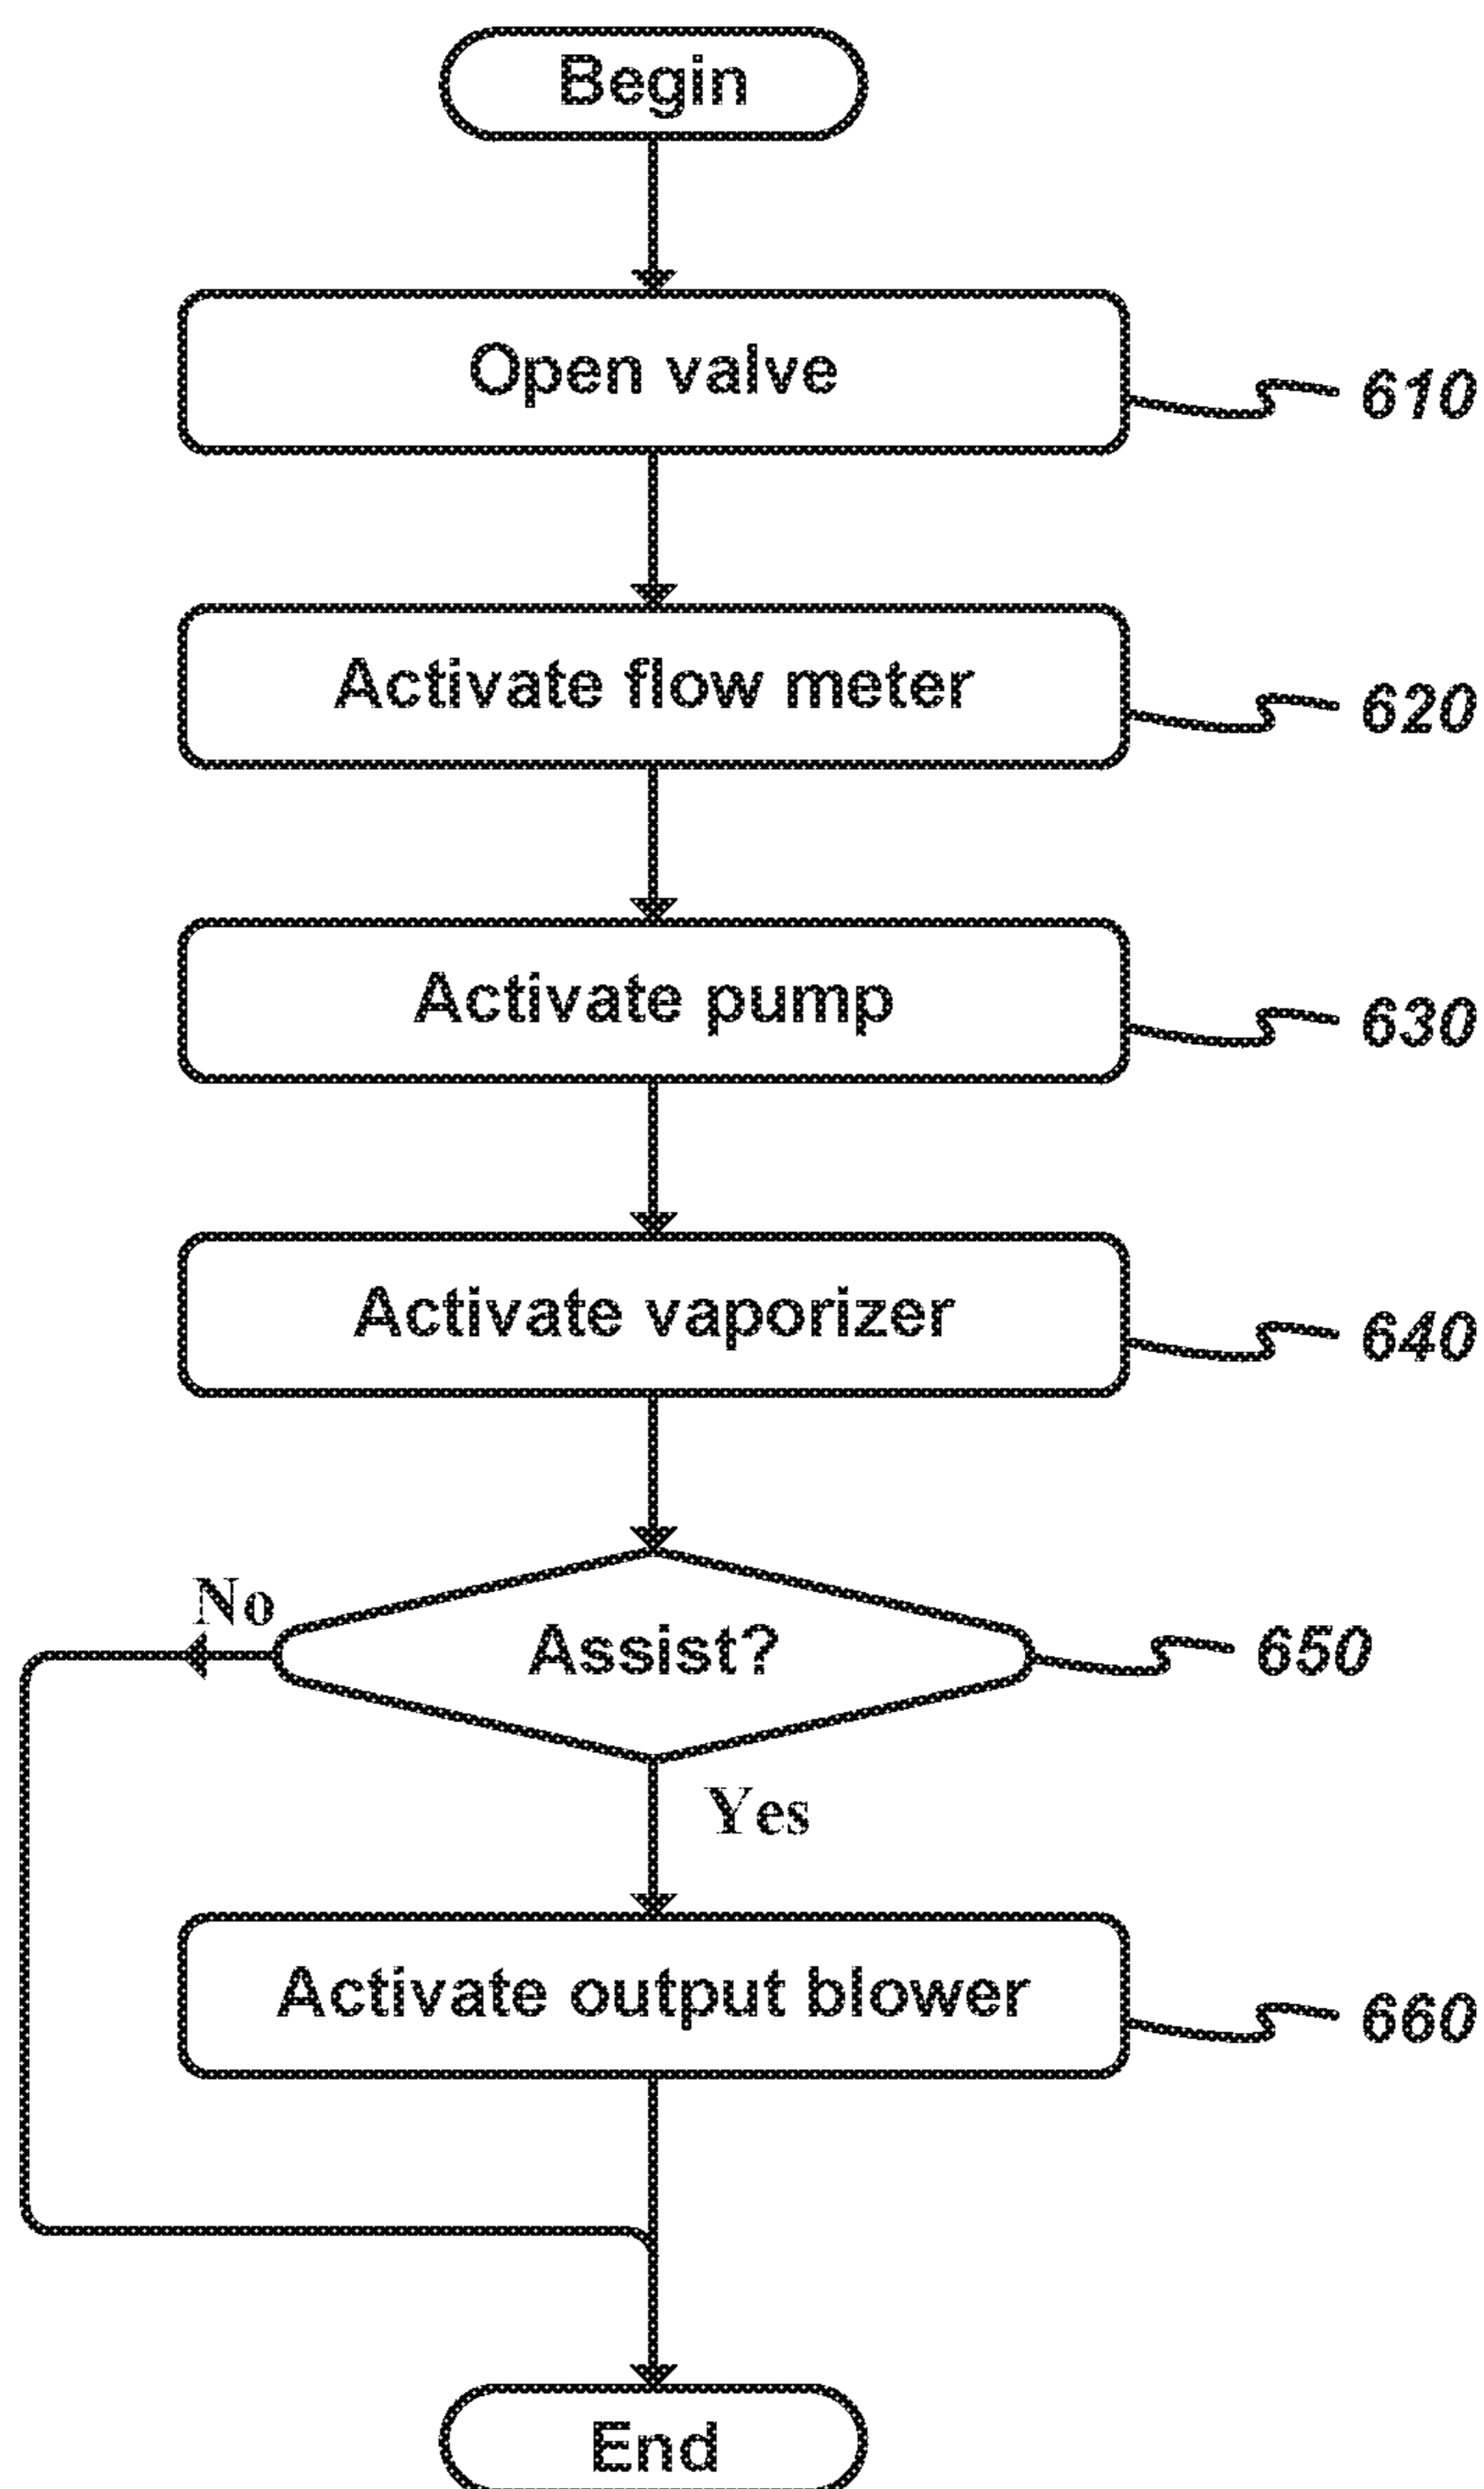 Begin
Open valve
610
Activate flow meter
620
Activate pump
630
Activate vaporizer
640
No
Assist?
650
Yes
Activate output blower
660
End